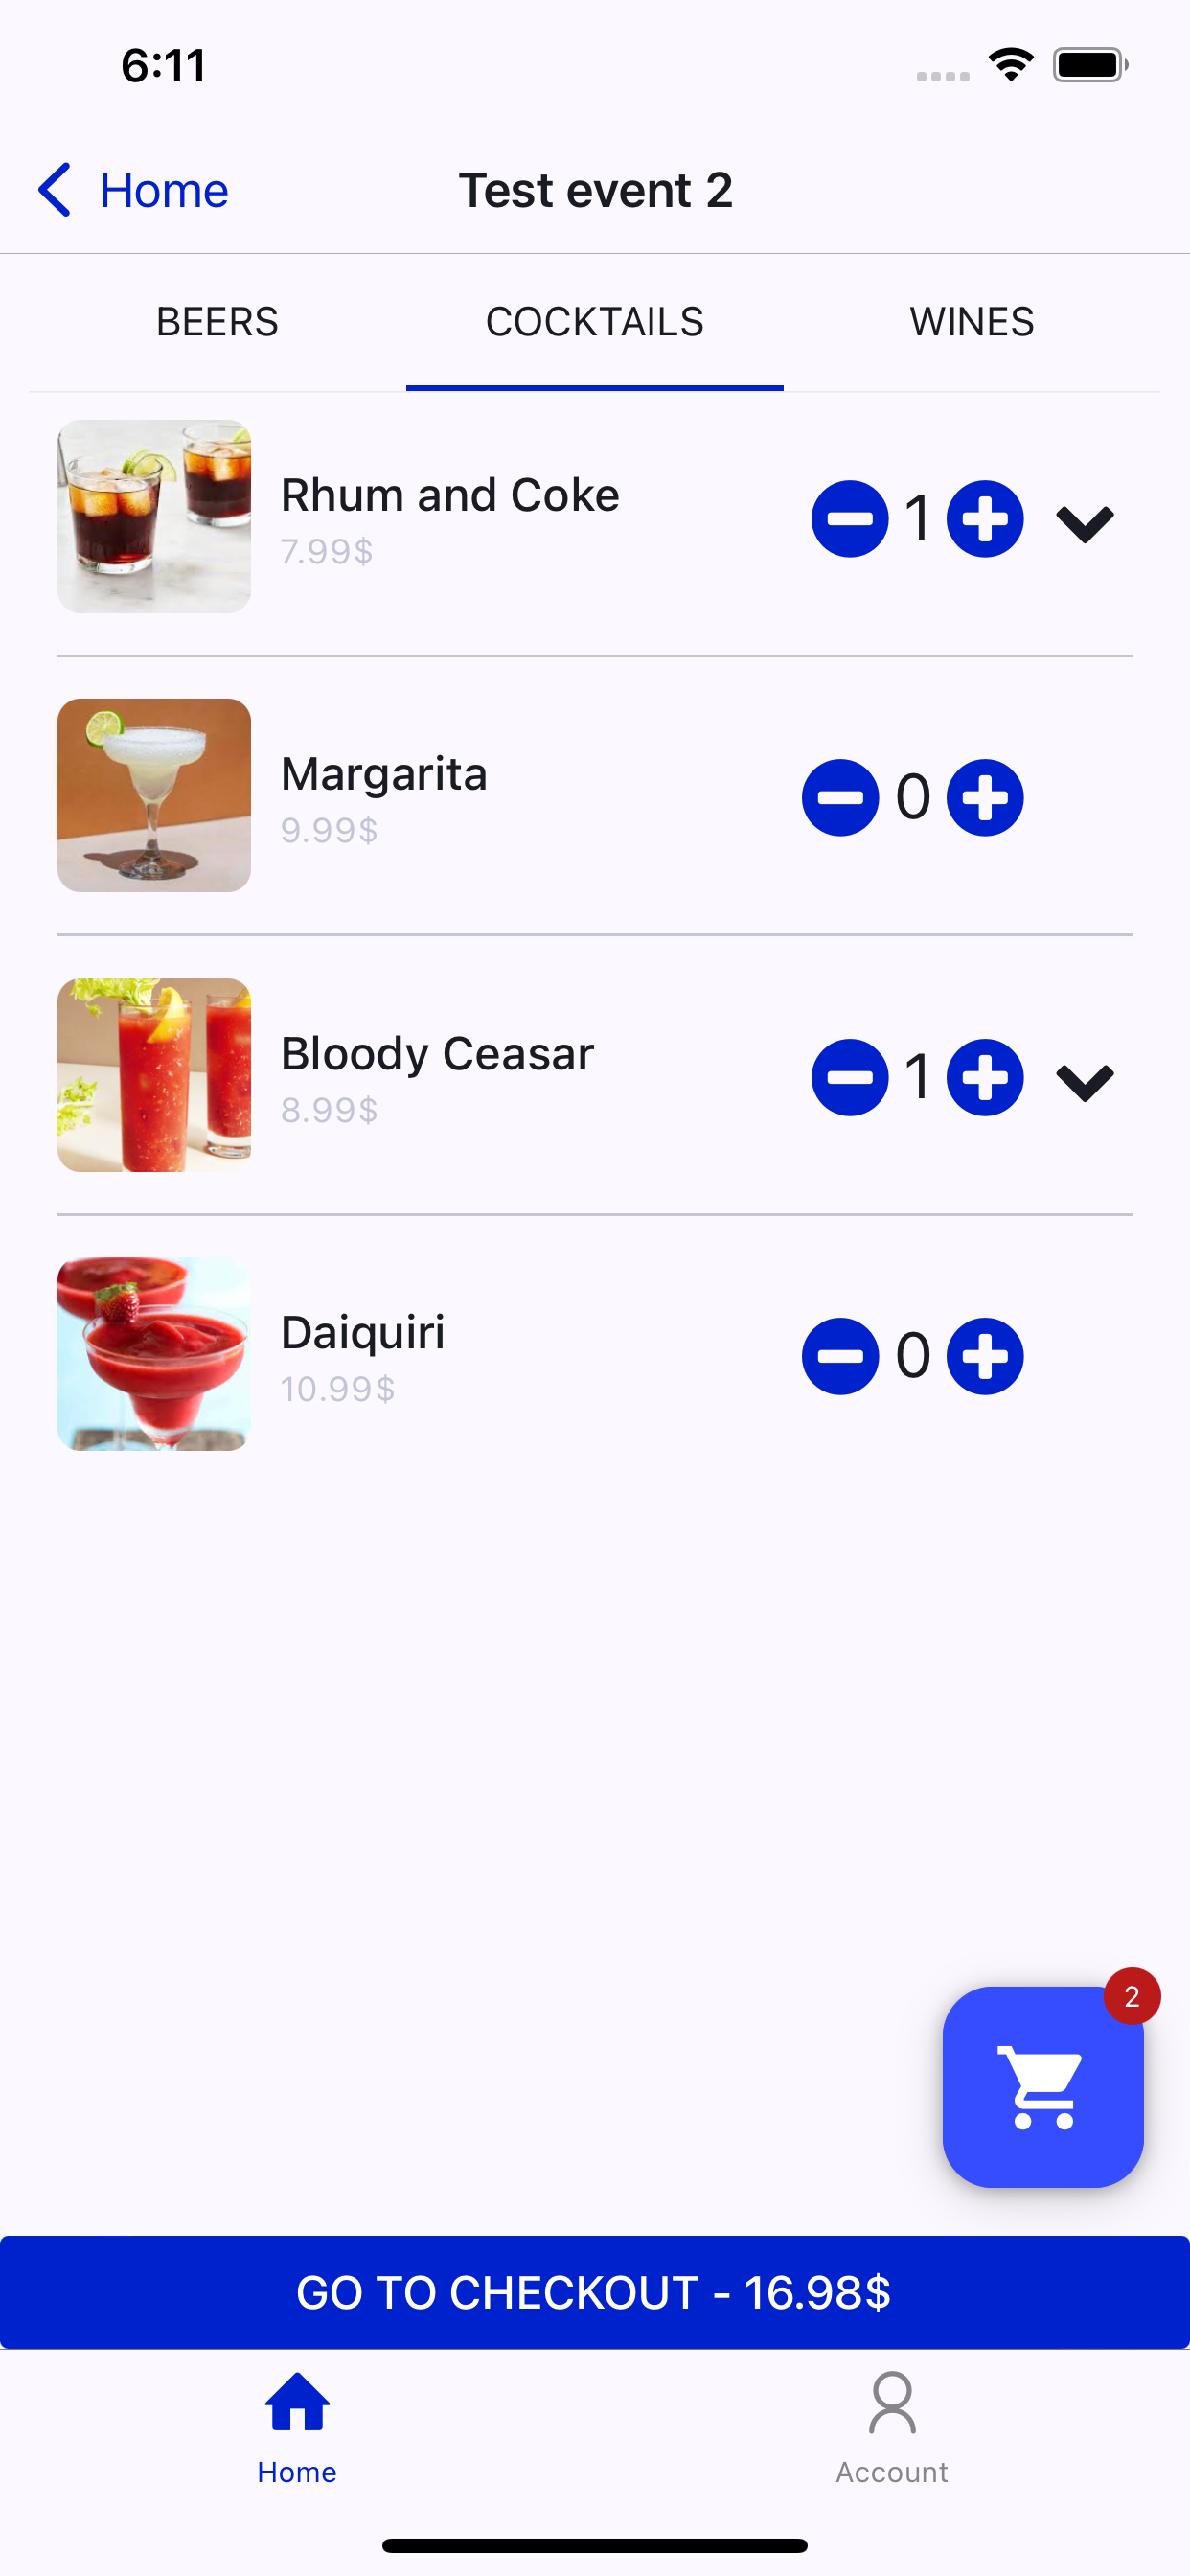 6:11
Home
Test event 2
BEERS
COCKTAILS
WINES
Rhum and Coke
7.99$
1
Margarita
9.99$
0
Bloody Ceasar
8.99$
1
Daiquiri
10.99$
0
2
GO TO CHECKOUT - 16.98$
Home
Account